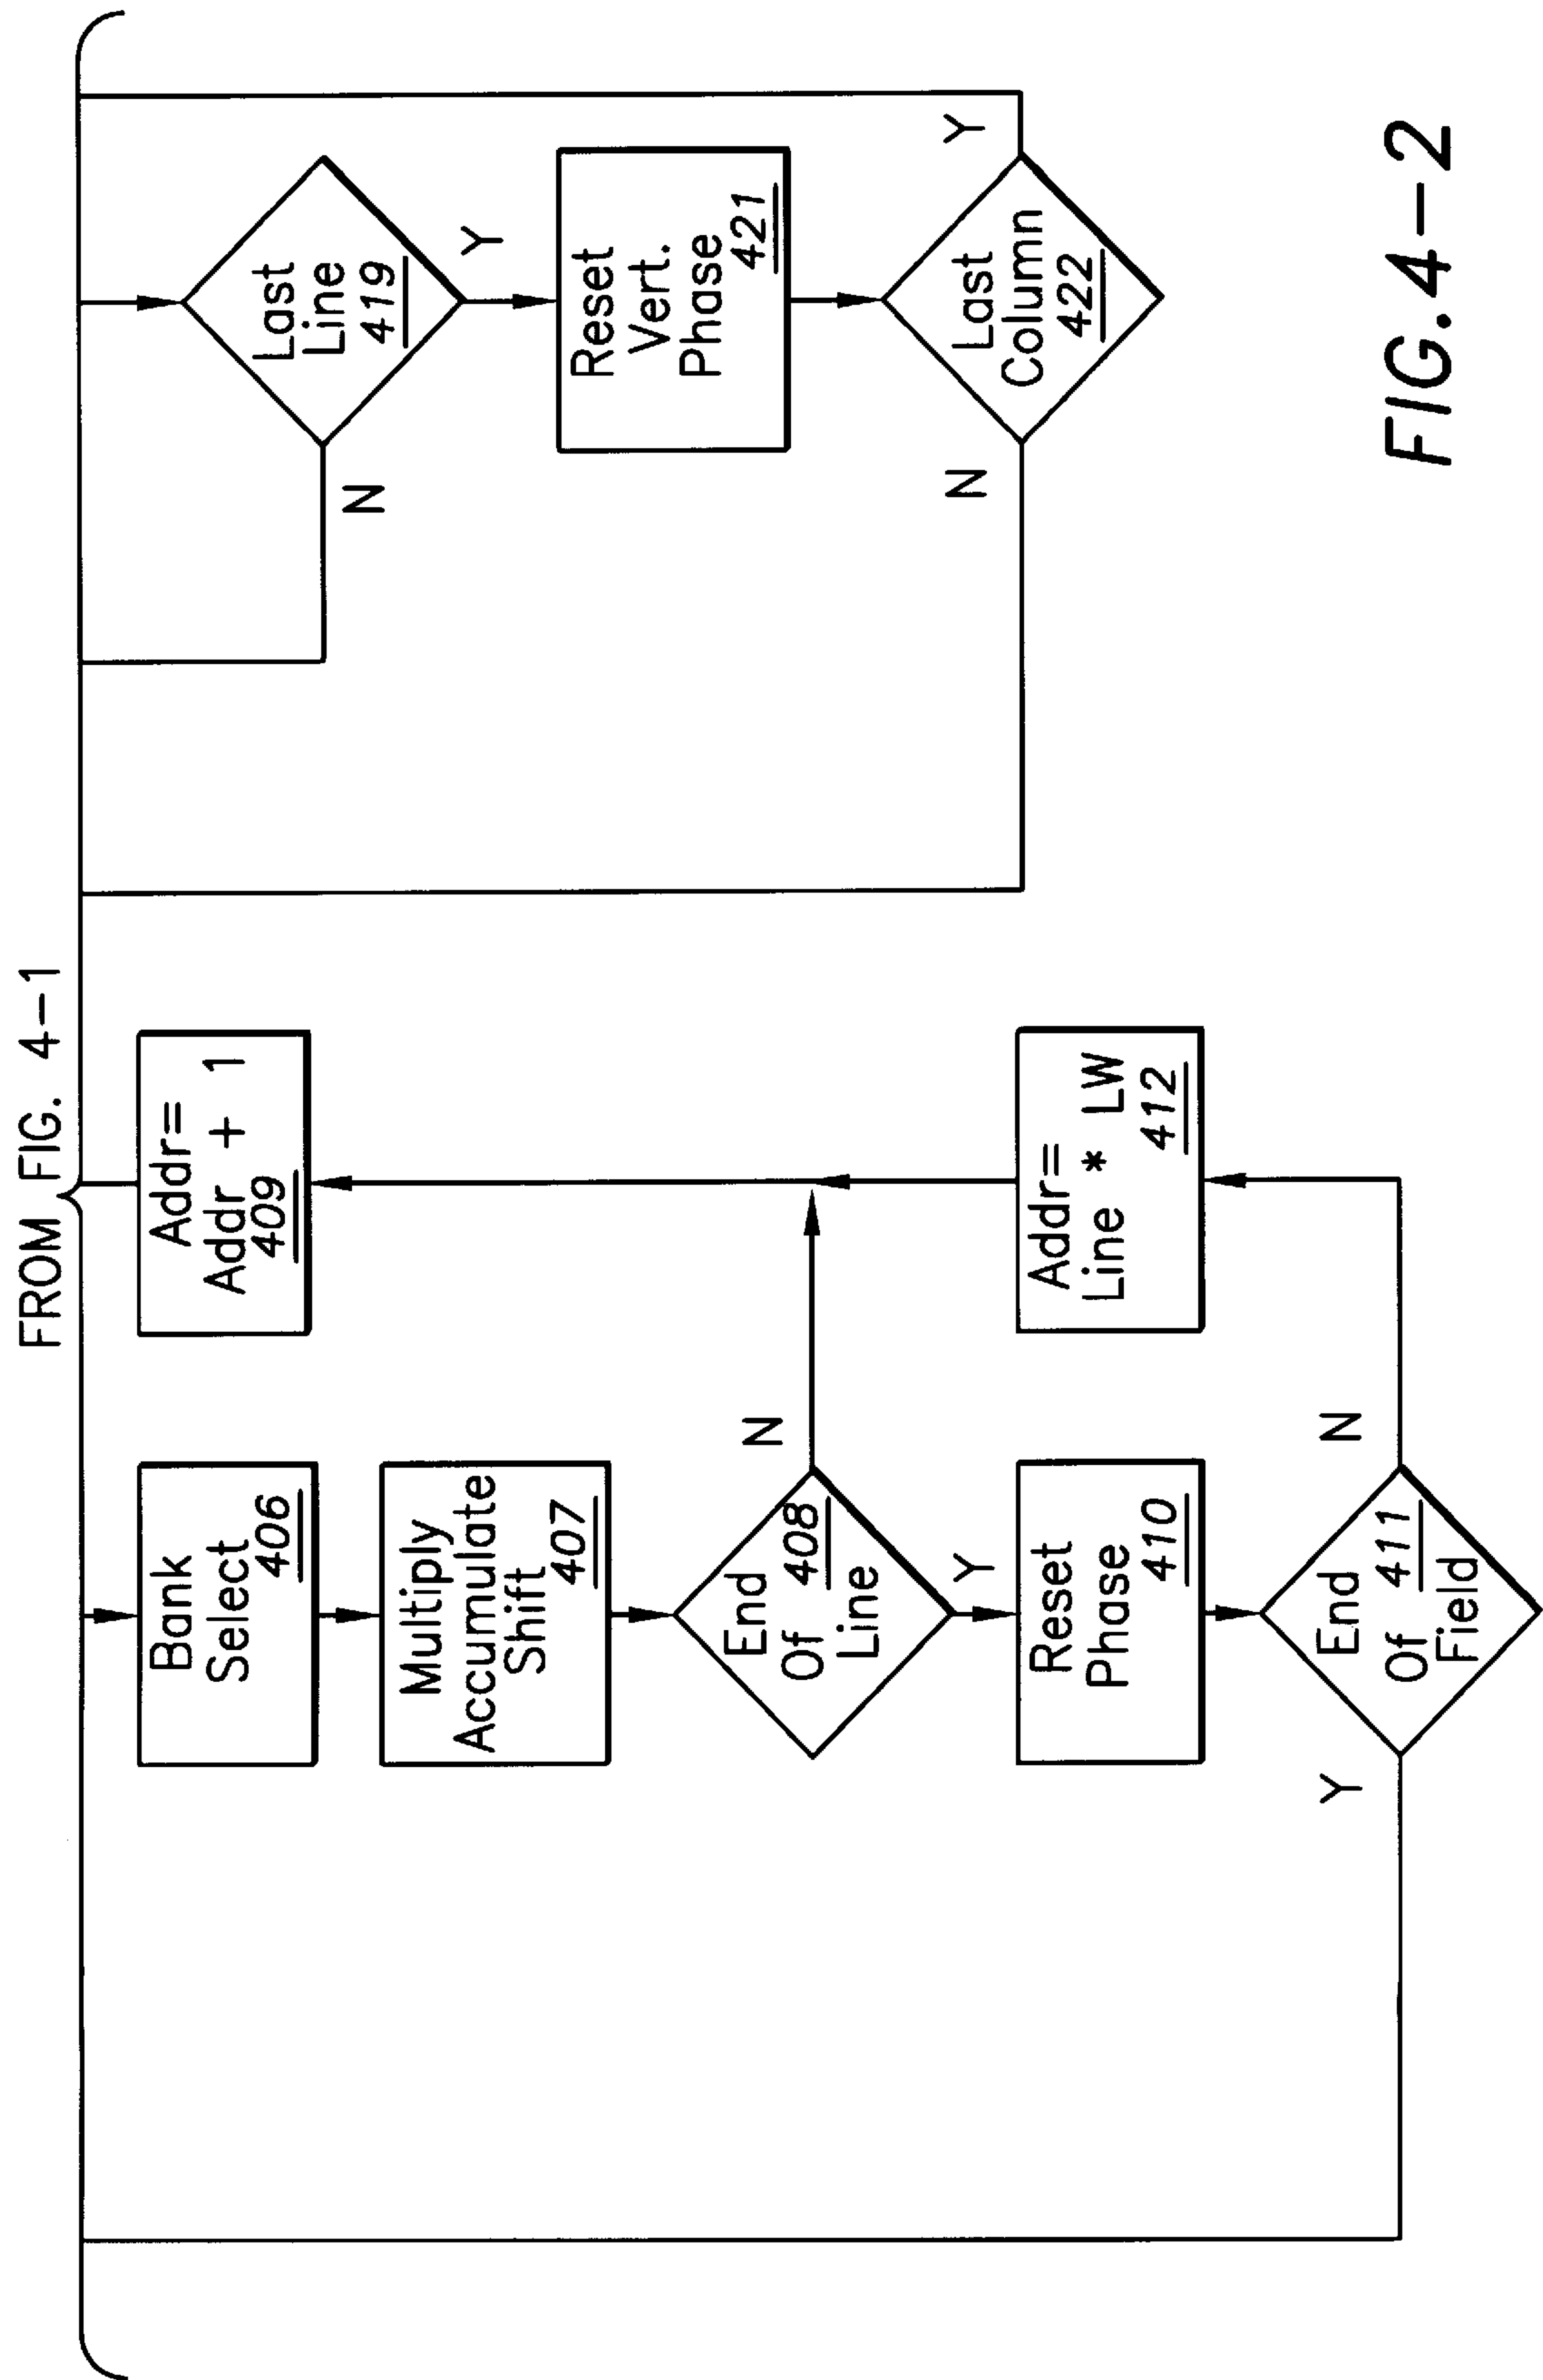 FROM FIG. 4-1
Bank
Select
406
Multiply
Accumulate
Shift
407
End
Of 408
Line
N
Y
Reset
Phase
410
End
Of 411
Field
Y
N
Addr=
Addr + 1
409
Addr=
Line * LW
412
Last
Line
419
N
Y
Reset
Vert.
Phase
421
Last
Column
422
N
Y
FIG.4-2